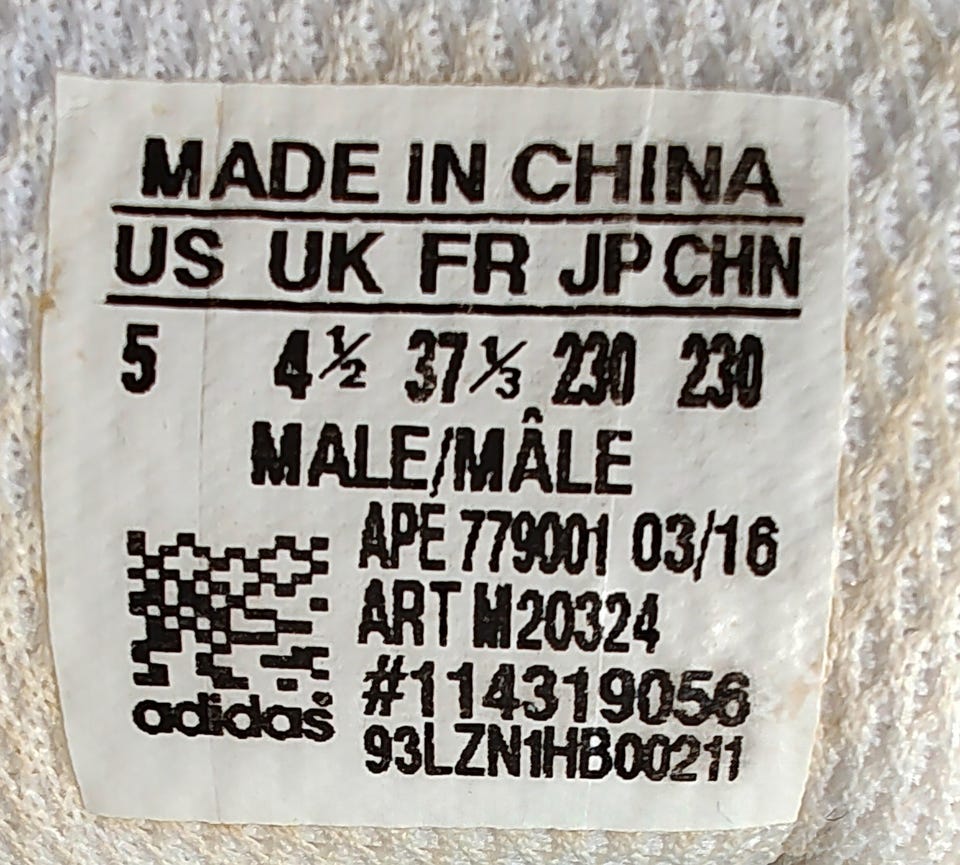 MADE IN CHINA
US UK FR JP CHN
5 4½ 37⅓ 230 230
MALE/MÂLE
APE 779001 03/16
ART M20324
#114319056
93LZN1HB00211
adidas